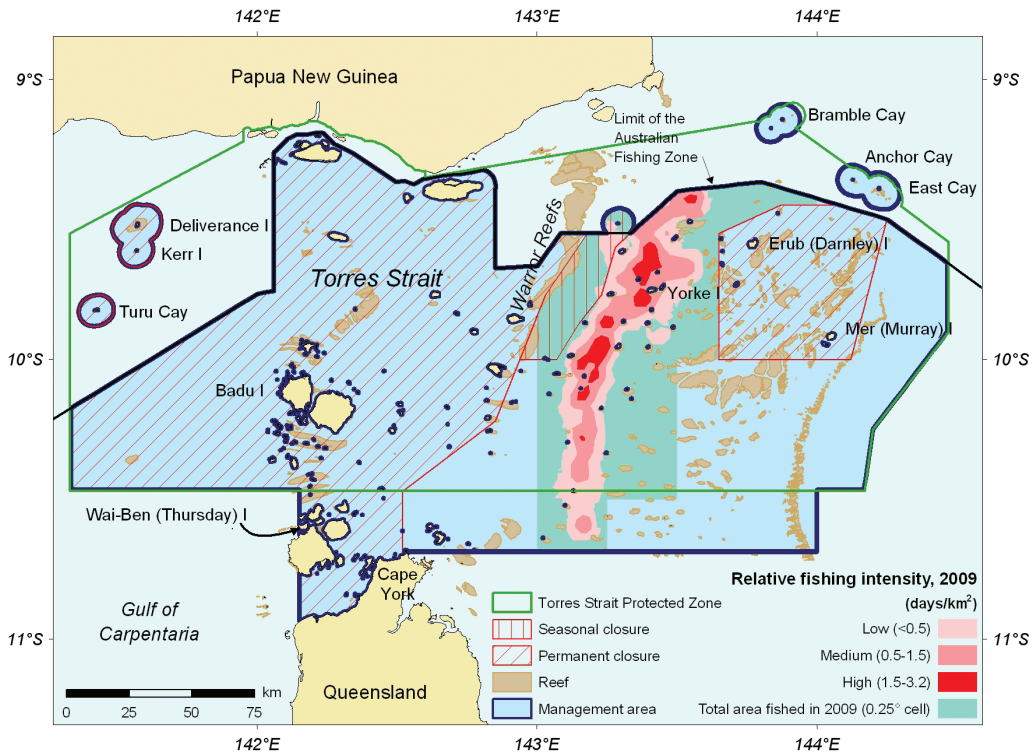 142°E
143°E
144°E
9°S
9°S
Papua New Guinea
Limit of the
Australian
Fishing Zone
Bramble Cay
Anchor Cay
East Cay
Deliverance I
Kerr I
Warrior Reefs
Torres Strait
Erub (Darnley) I
Turu Cay
Yorke I
Mer (Murray) I
10°S
10°S
Badu I
Wai-Ben (Thursday) I
Cape
York
Gulf of
Carpentaria
Queensland
11°S
11°S
Relative fishing intensity, 2009
(days/km²)
Torres Strait Protected Zone
Seasonal closure
Low (<0.5)
Permanent closure
Medium (0.5-1.5)
Reef
High (1.5-3.2)
Management area
Total area fished in 2009 (0.25° cell)
km
0 25 50 75
142°E
143°E
144°E